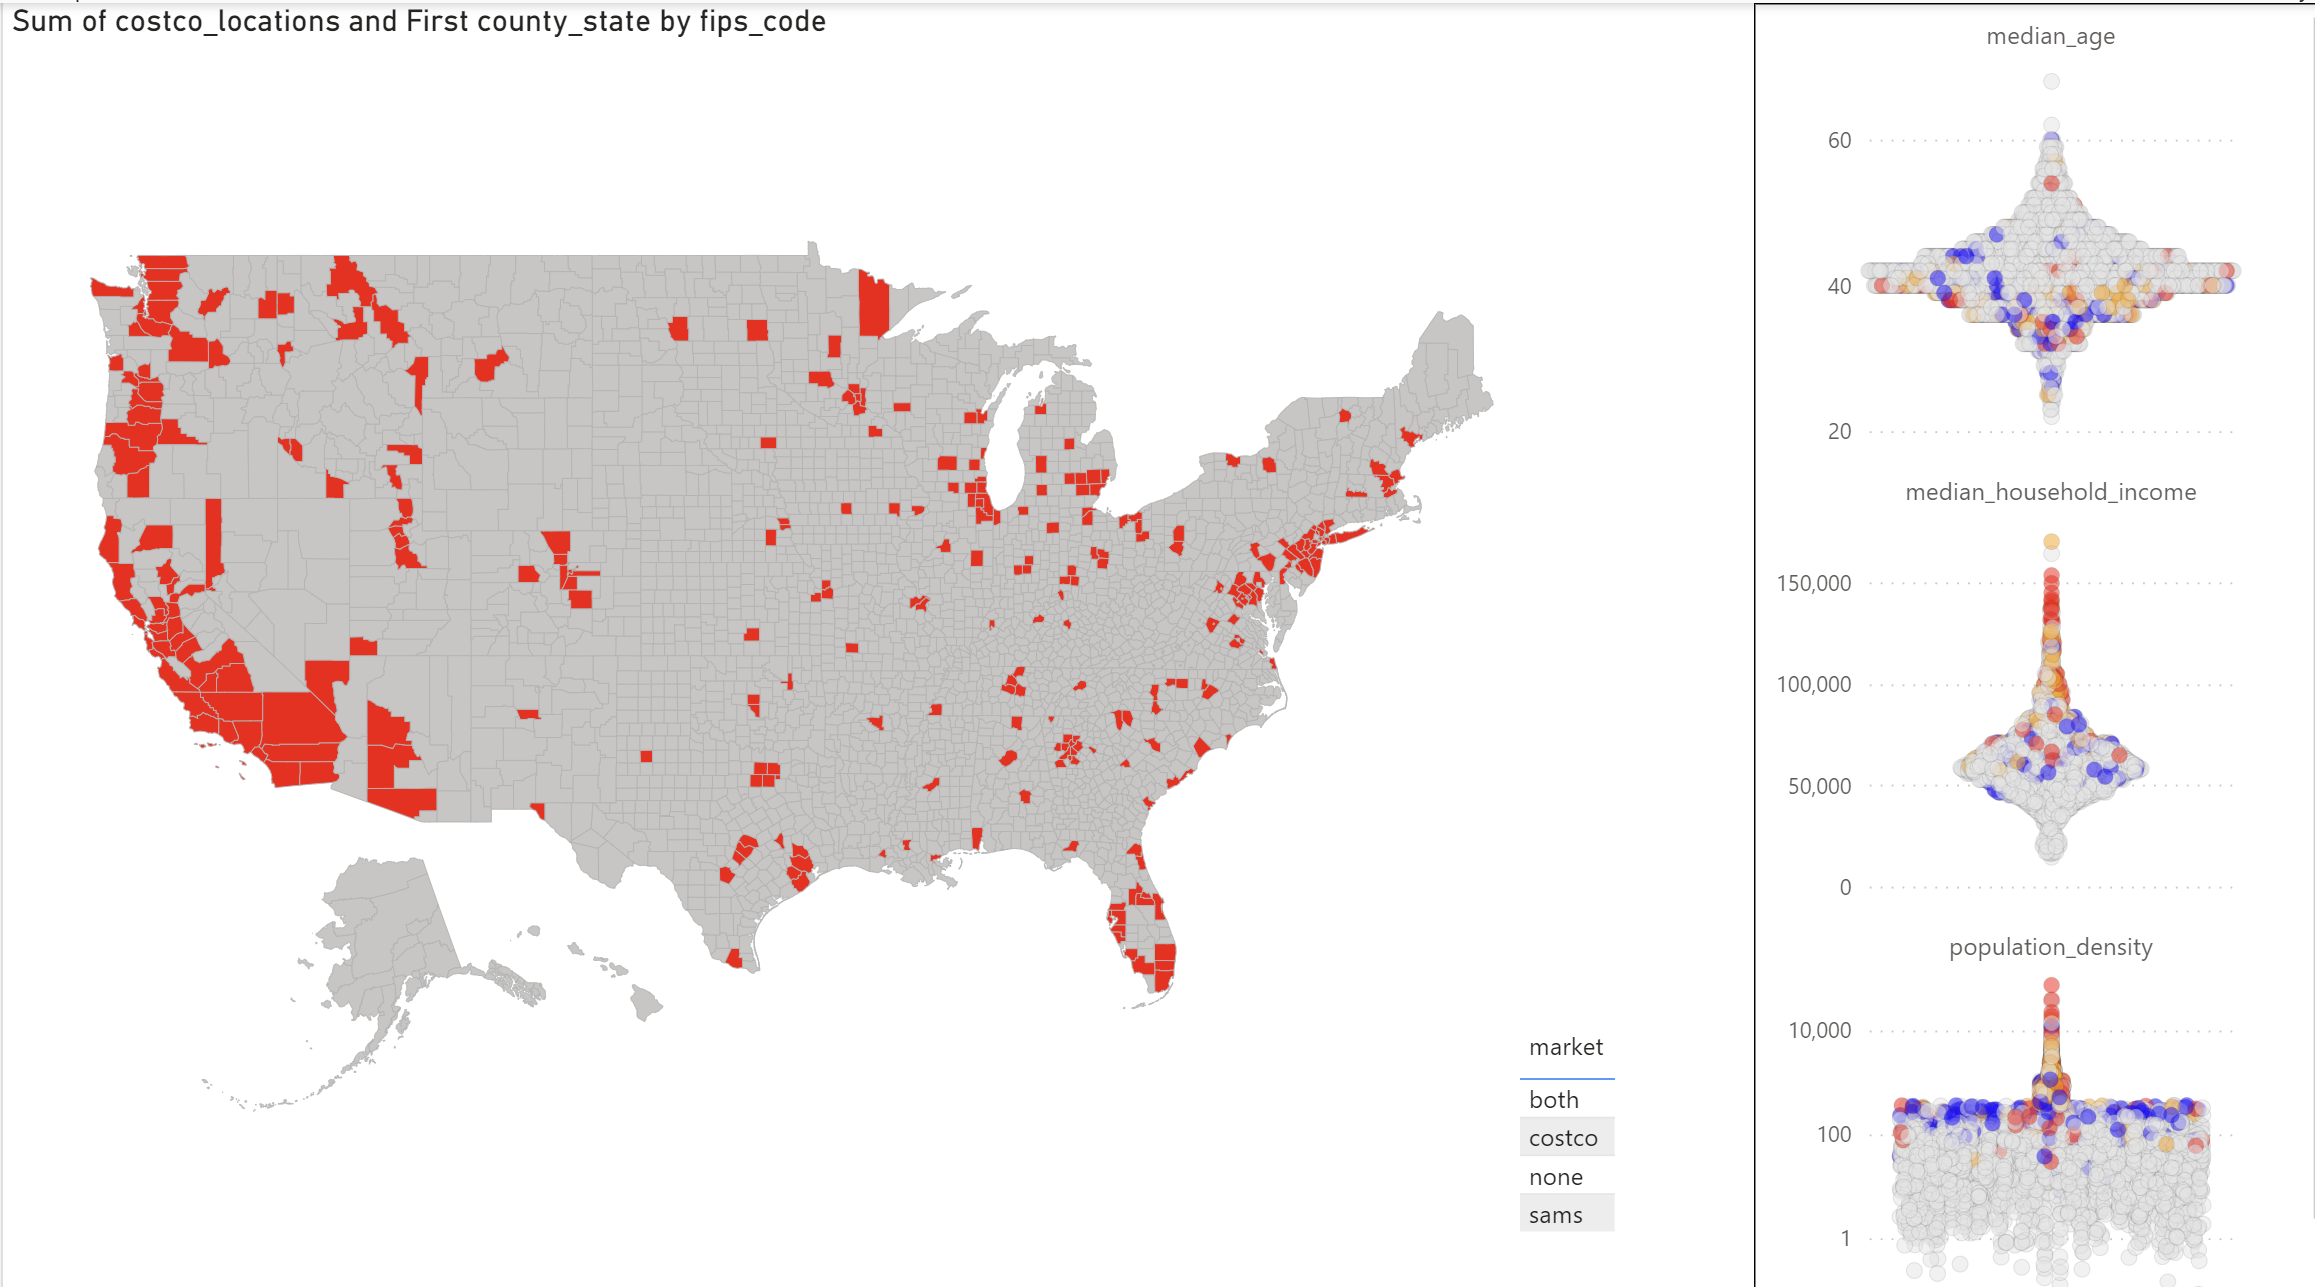 Sum of costco_locations and First county_state by fips_code
market
both
costco
none
sams
median_age
60
40
20
median_household_income
150,000
100,000
50,000
0
population_density
10,000
100
1